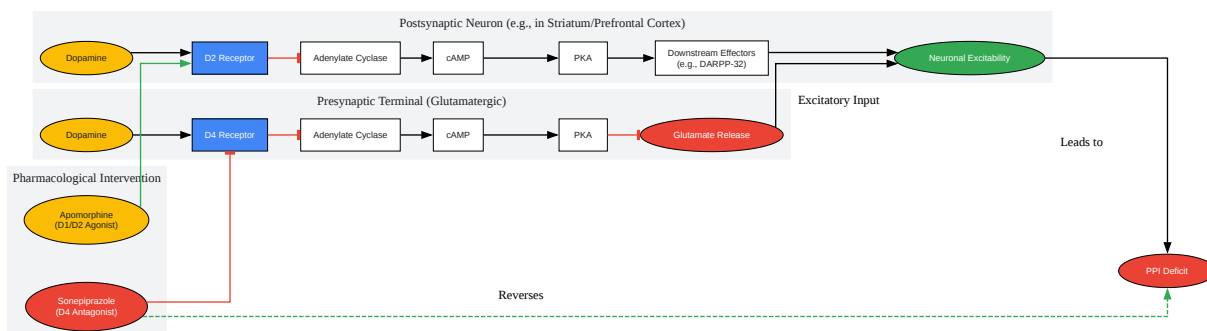 Postsynaptic Neuron (e.g., in Striatum/Prefrontal Cortex)
Dopamine
D2 Receptor
Adenylate Cyclase
cAMP
PKA
Downstream Effectors
(e.g., DARPP-32)
Neuronal Excitability
Presynaptic Terminal (Glutamatergic)
Excitatory Input
Dopamine
D4 Receptor
Adenylate Cyclase
cAMP
PKA
Glutamate Release
Leads to
Pharmacological Intervention
Apomorphine
(D1/D2 Agonist)
PPI Deficit
Sonepiprazole
(D4 Antagonist)
Reverses